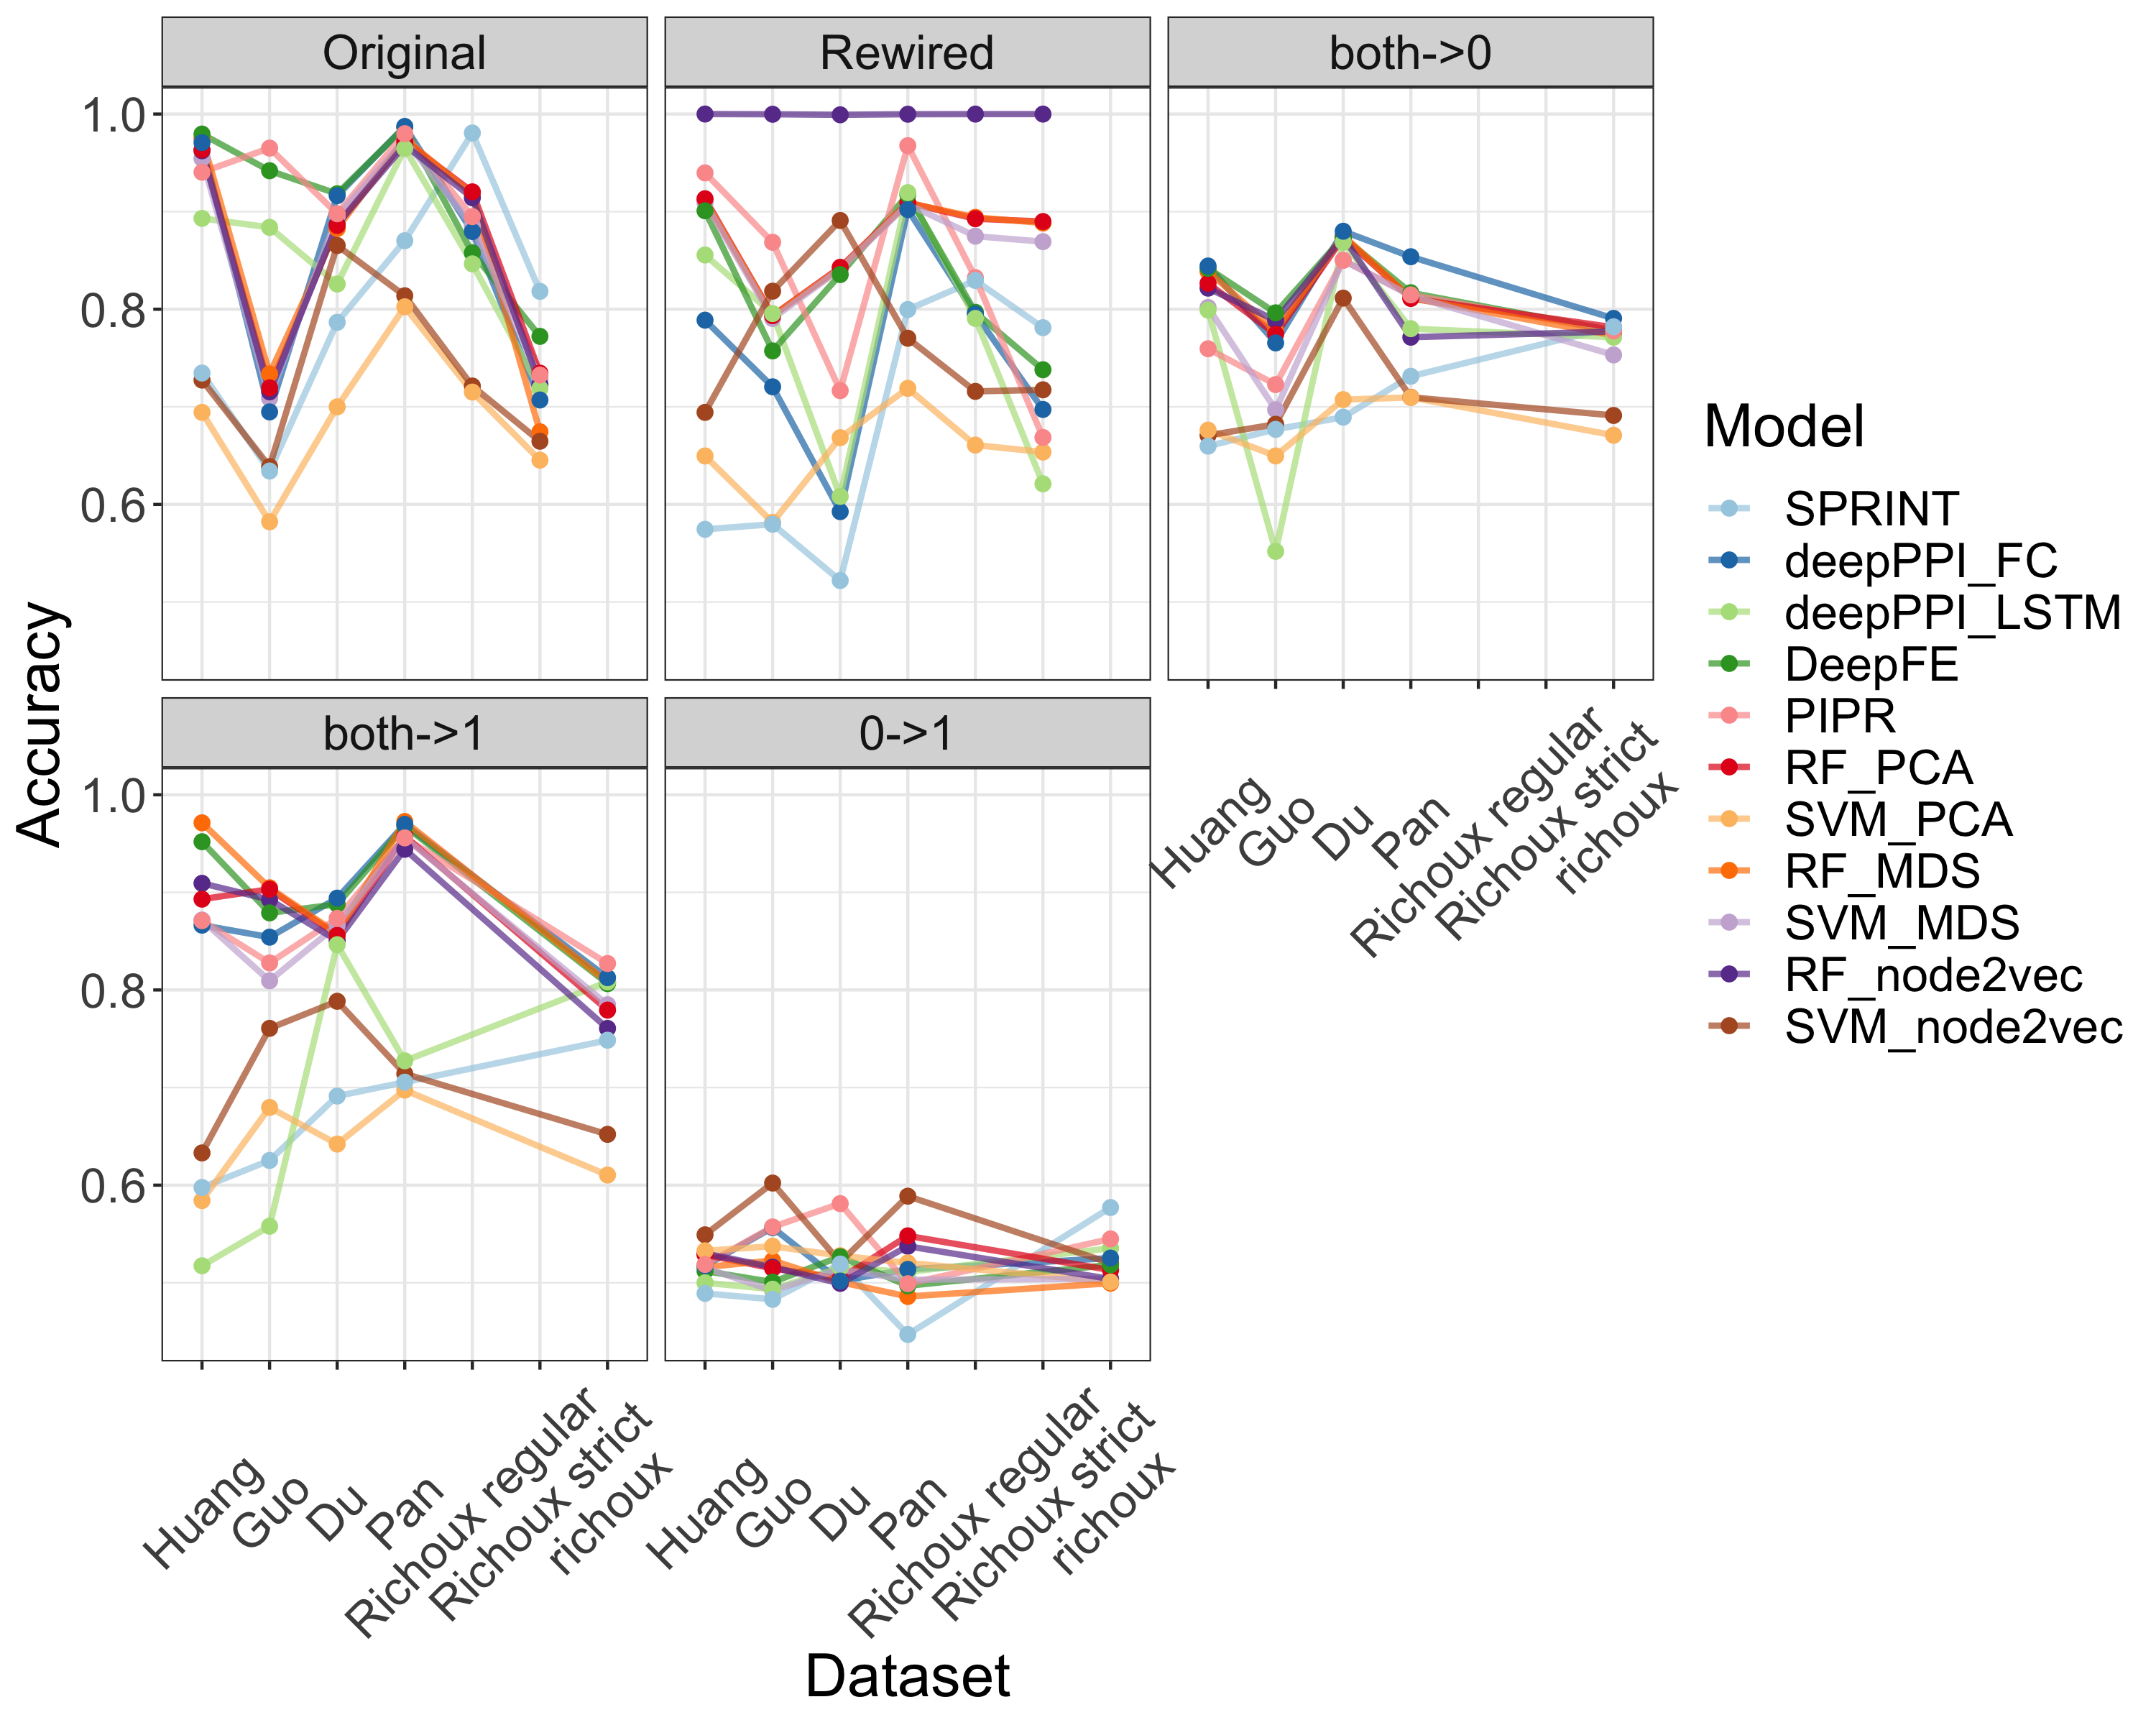 Original
Rewired
both->0
1.0
0.8
0.6
Huang
Guo
Du
Pan
Richoux regular
Richoux strict
richoux
both->1
0->1
1.0
0.8
0.6
Huang
Guo
Du
Pan
Richoux regular
Richoux strict
richoux
Huang
Guo
Du
Pan
Richoux regular
Richoux strict
richoux
Accuracy
Dataset
Model
SPRINT
deepPPI_FC
deepPPI_LSTM
DeepFE
PIPR
RF_PCA
SVM_PCA
RF_MDS
SVM_MDS
RF_node2vec
SVM_node2vec